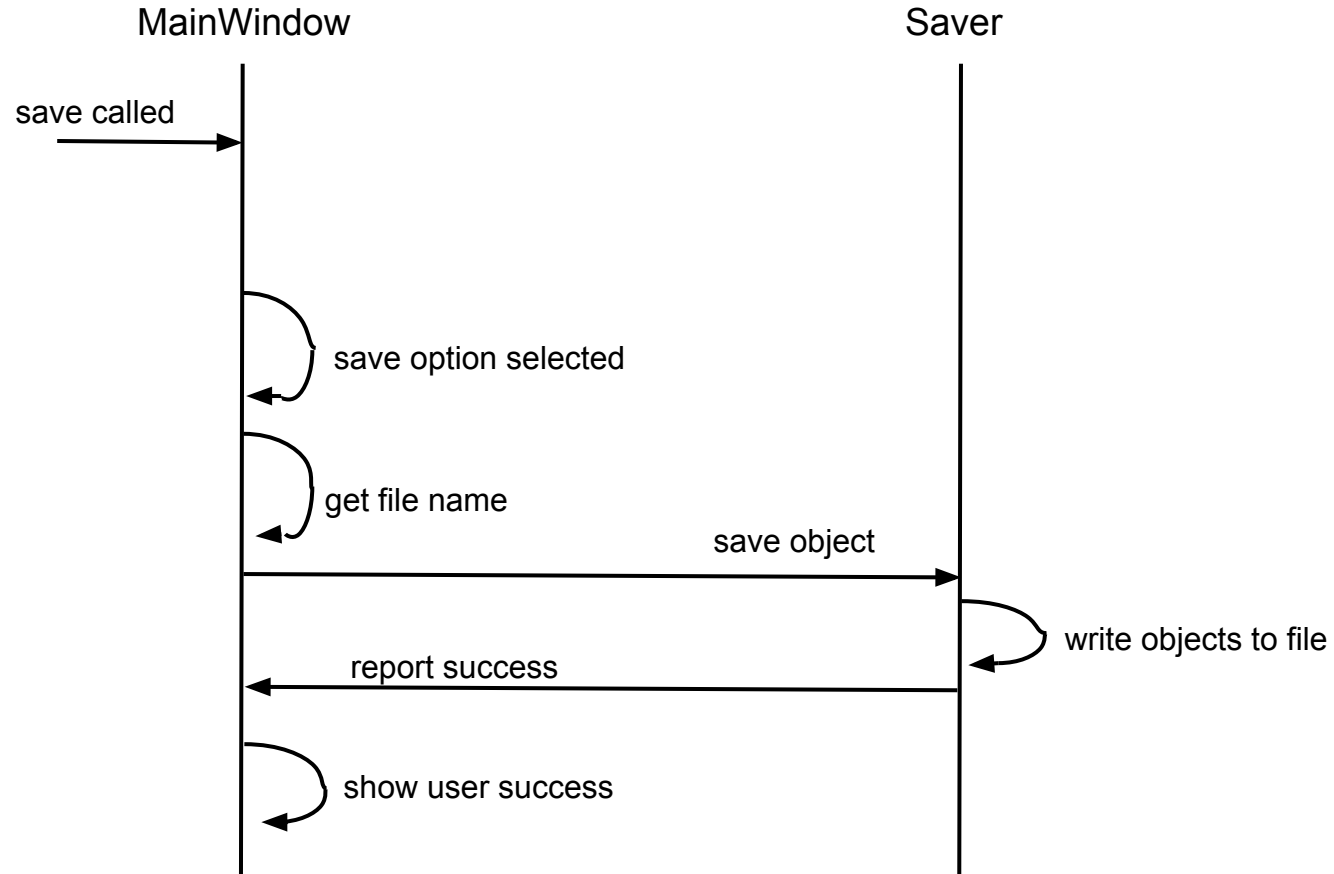 MainWindow
Saver
save called
save option selected
get file name
save object
write objects to file
report success
show user success